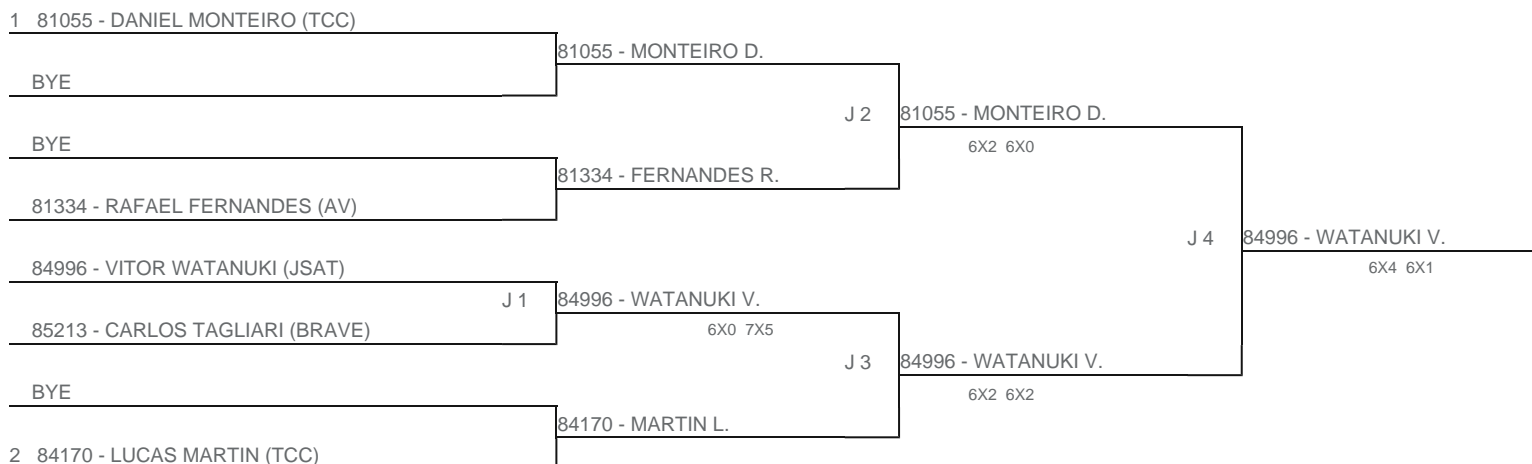 1 81055 - DANIEL MONTEIRO (TCC)
81055 - MONTEIRO D.
BYE
J 2
81055 - MONTEIRO D.
6X2 6X0
BYE
81334 - FERNANDES R.
81334 - RAFAEL FERNANDES (AV)
J 4
84996 - WATANUKI V.
6X4 6X1
84996 - VITOR WATANUKI (JSAT)
J 1
84996 - WATANUKI V.
6X0 7X5
85213 - CARLOS TAGLIARI (BRAVE)
J 3
84996 - WATANUKI V.
6X2 6X2
BYE
84170 - MARTIN L.
2 84170 - LUCAS MARTIN (TCC)